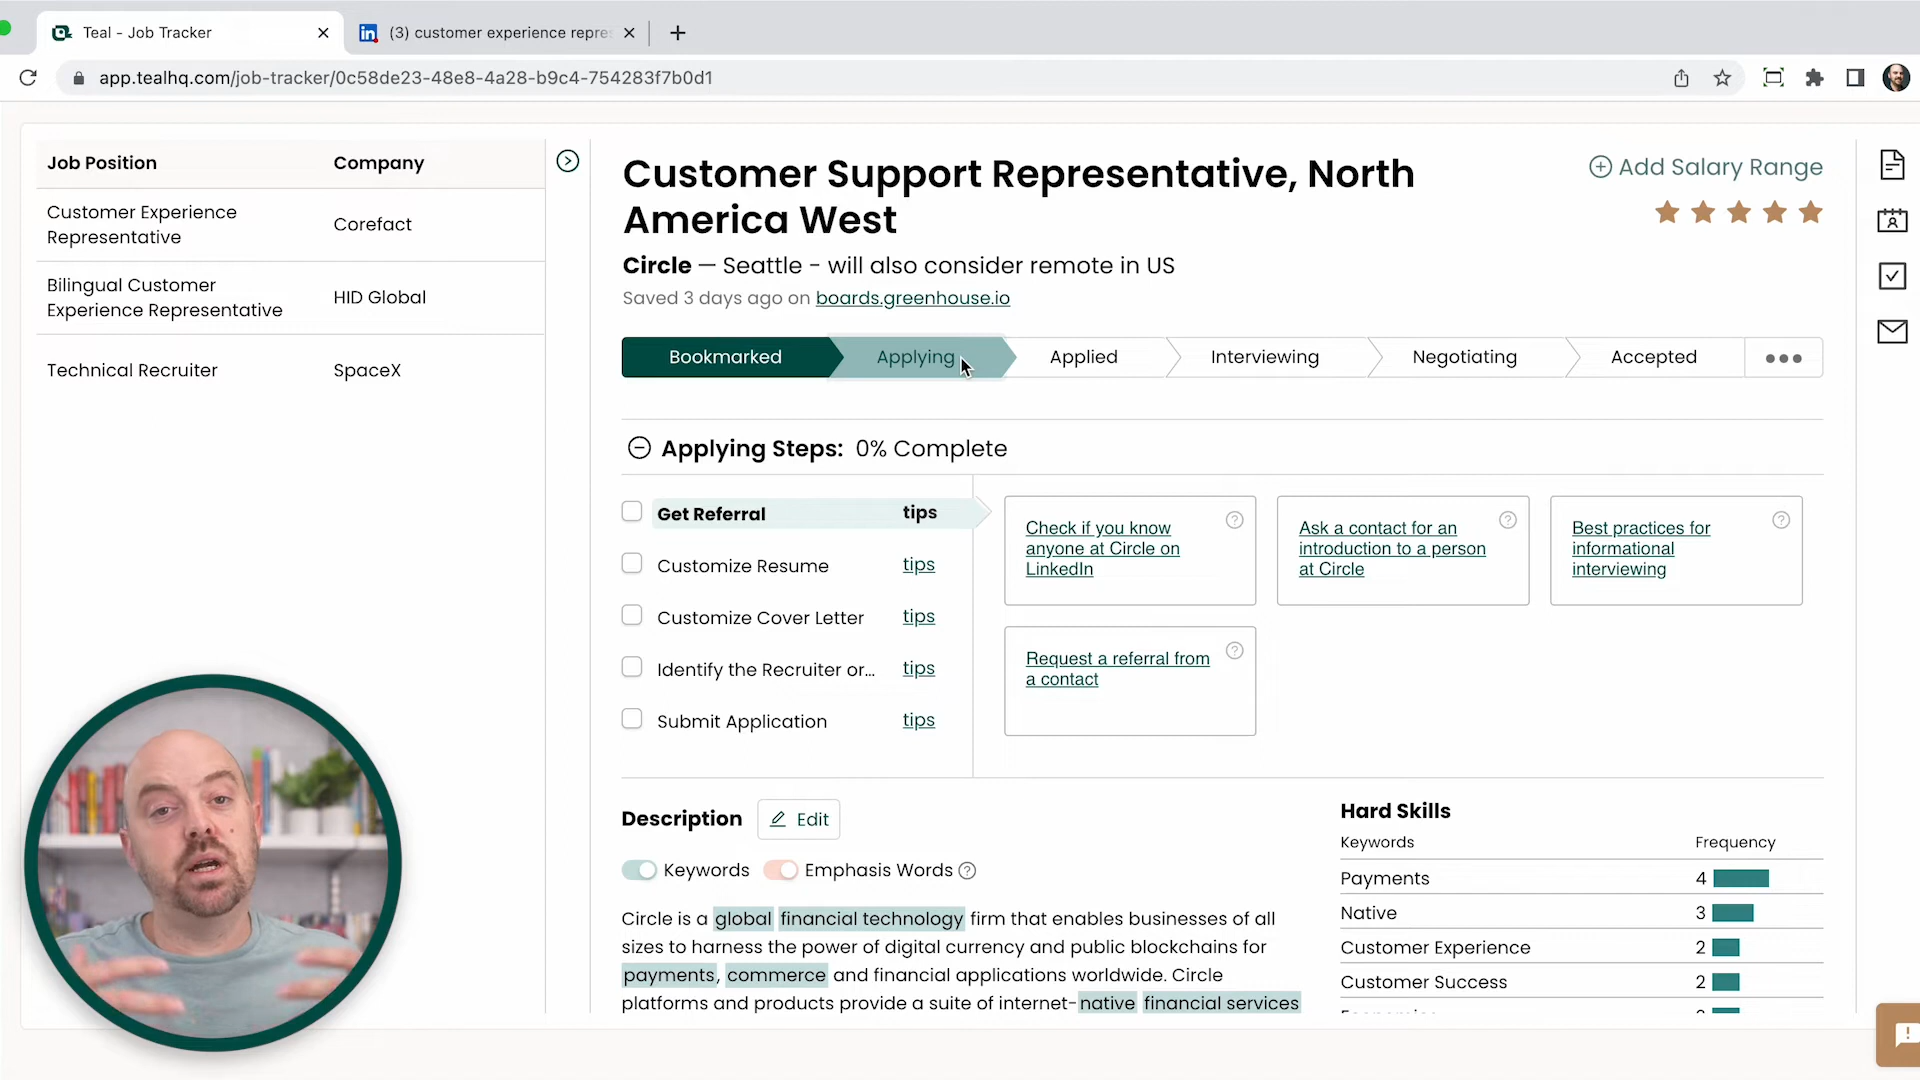 Teal - Job Tracker
in
(3) customer experience repres
app.tealhq.com/job-tracker/0c58de23-48e8-4a28-b9c4-754283f7b0d1
Job Position
Company
Customer Experience
Representative
Corefact
Bilingual Customer
Experience Representative
HID Global
Technical Recruiter
SpaceX
Customer Support Representative, North
America West
Add Salary Range
Circle — Seattle - will also consider remote in US
Saved 3 days ago on boards.greenhouse.io
Bookmarked
Applying
Applied
Interviewing
Negotiating
Accepted
Applying Steps: 0% Complete
Get Referral tips
Customize Resume tips
Customize Cover Letter tips
Identify the Recruiter or... tips
Submit Application tips
Check if you know
anyone at Circle on
LinkedIn
?
Ask a contact for an
introduction to a person
at Circle
?
Best practices for
informational
interviewing
?
Request a referral from
a contact
?
Description
Edit
Keywords
Emphasis Words ?
Circle is a global financial technology firm that enables businesses of all
sizes to harness the power of digital currency and public blockchains for
payments, commerce and financial applications worldwide. Circle
platforms and products provide a suite of internet-native financial services
Hard Skills
Keywords Frequency
Payments 4
Native 3
Customer Experience 2
Customer Success 2